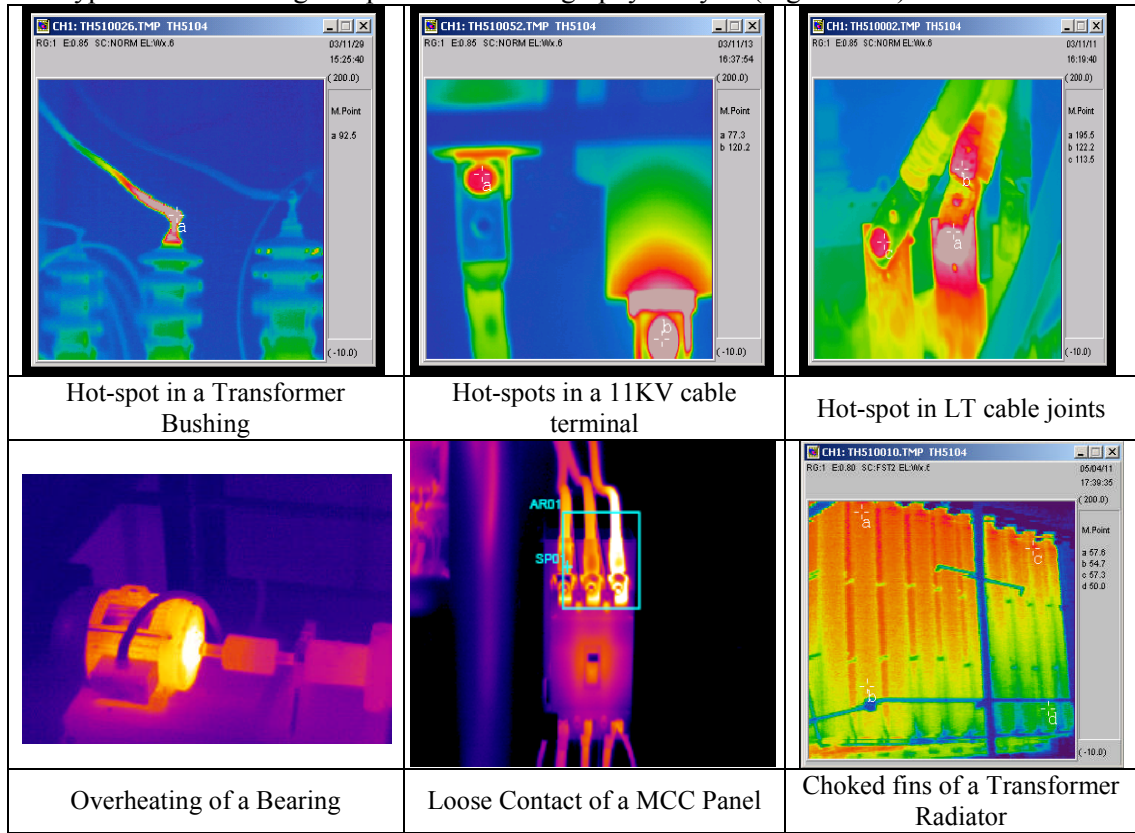 CH1: TH510026.TMP TH5104
RG:1 E:0.85 SC:NORM EL:Wx.6
03/11/29
15:25:40
(200.0)
M.Point
a 92.5
a
(-10.0)
CH1: TH510052.TMP TH5104
RG:1 E:0.85 SC:NORM EL:Wx.6
03/11/13
16:37:54
(200.0)
M.Point
a 77.3
b 120.2
a
b
(-10.0)
CH1: TH510002.TMP TH5104
RG:1 E:0.85 SC:NORM EL:Wx.6
03/11/11
16:19:40
(200.0)
M.Point
a 195.5
b 122.2
c 113.5
b
a
c
(-10.0)
Hot-spot in a Transformer
Bushing
Hot-spots in a 11KV cable
terminal
Hot-spot in LT cable joints
AR01
SP01
CH1: TH510010.TMP TH5104
RG:1 E:0.80 SC:FST2 EL:Wx.6
05/04/11
17:39:35
(200.0)
M.Point
a 57.6
b 54.7
c 57.3
d 50.0
a
c
b
d
(-10.0)
Overheating of a Bearing
Loose Contact of a MCC Panel
Choked fins of a Transformer
Radiator